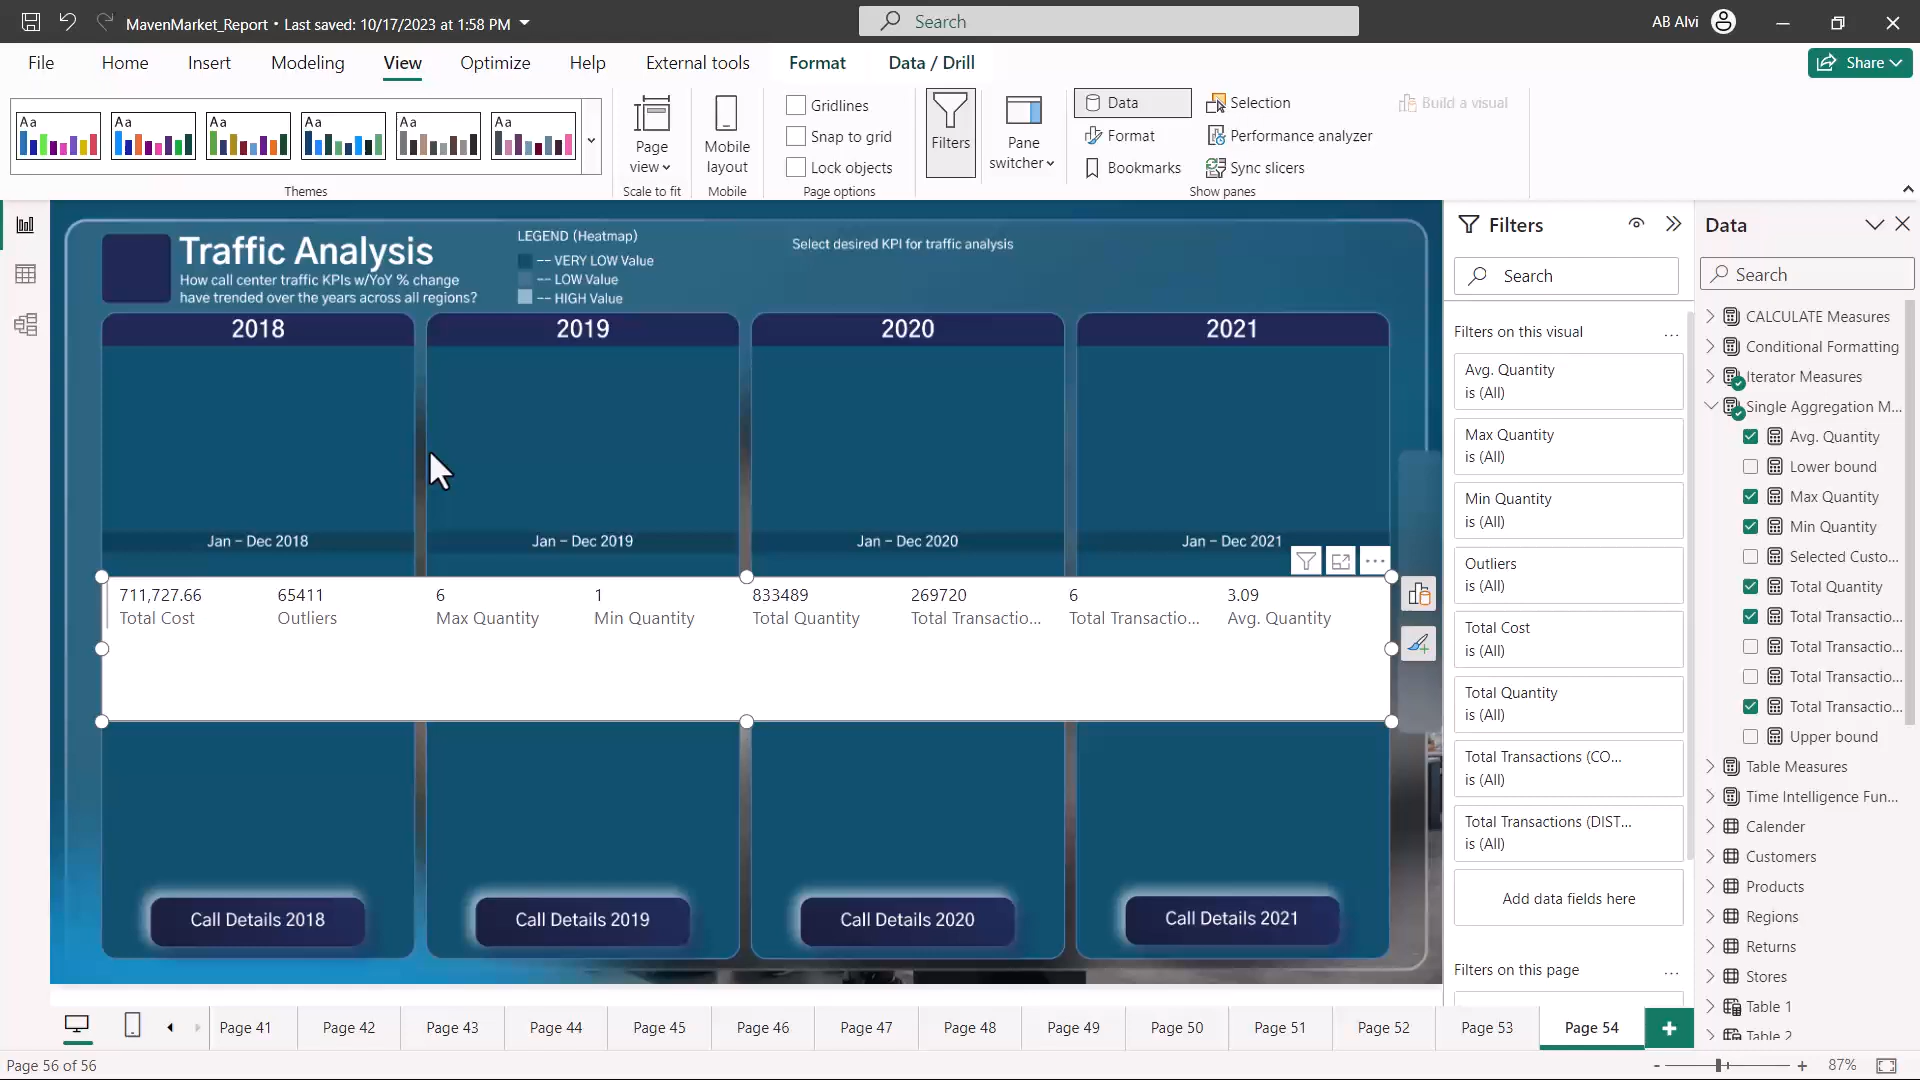 MavenMarket_Report • Last saved: 10/17/2023 at 1:58 PM
Search
AB Alvi
File
Home
Insert
Modeling
View
Optimize
Help
External tools
Format
Data / Drill
Share
Aa
Aa
Aa
Aa
Aa
Aa
Themes
Page view
Scale to fit
Mobile layout
Mobile
Gridlines
Snap to grid
Lock objects
Page options
Filters
Pane switcher
Data
Format
Bookmarks
Selection
Performance analyzer
Sync slicers
Show panes
Build a visual
Traffic Analysis
How call center traffic KPIs w/YoY % change
have trended over the years across all regions?
LEGEND (Heatmap)
-- VERY LOW Value
-- LOW Value
-- HIGH Value
Select desired KPI for traffic analysis
2018
2019
2020
2021
Jan – Dec 2018
Jan – Dec 2019
Jan – Dec 2020
Jan – Dec 2021
711,727.66
65411
6
1
833489
269720
6
3.09
Total Cost
Outliers
Max Quantity
Min Quantity
Total Quantity
Total Transactio...
Total Transactio...
Avg. Quantity
Call Details 2018
Call Details 2019
Call Details 2020
Call Details 2021
Filters
Search
Filters on this visual
...
Avg. Quantity
is (All)
Max Quantity
is (All)
Min Quantity
is (All)
Outliers
is (All)
Total Cost
is (All)
Total Quantity
is (All)
Total Transactions (CO...
is (All)
Total Transactions (DIST...
is (All)
Add data fields here
Filters on this page
...
Data
Search
CALCULATE Measures
Conditional Formatting
Iterator Measures
Single Aggregation M...
Avg. Quantity
Lower bound
Max Quantity
Min Quantity
Selected Custo...
Total Quantity
Total Transactio...
Total Transactio...
Total Transactio...
Total Transactio...
Upper bound
Table Measures
Time Intelligence Fun...
Calender
Customers
Products
Regions
Returns
Stores
Table 1
Table 2
Page 41
Page 42
Page 43
Page 44
Page 45
Page 46
Page 47
Page 48
Page 49
Page 50
Page 51
Page 52
Page 53
Page 54
Page 56 of 56
87%